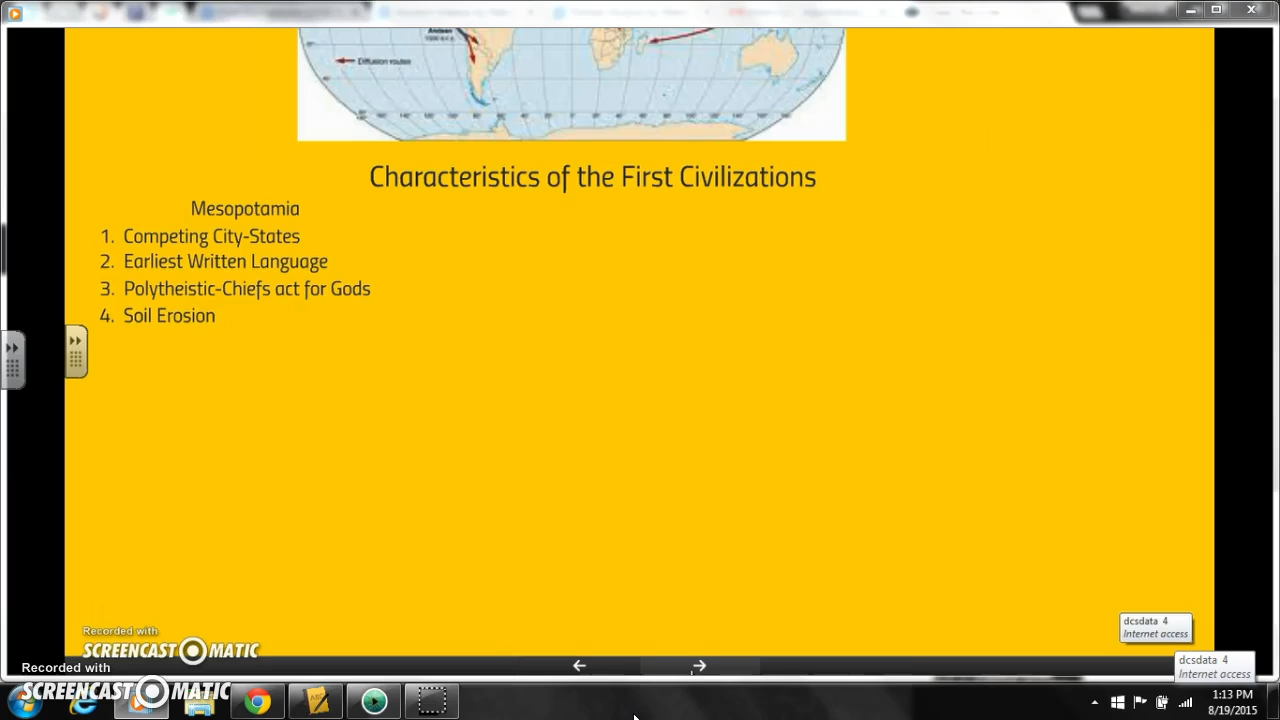 Andean
Diffusion routes
Characteristics of the First Civilizations
Mesopotamia
1. Competing City-States
2. Earliest Written Language
3. Polytheistic-Chiefs act for Gods
4. Soil Erosion
dcsdata 4
Internet access
Recorded with
SCREENCAST MATIC
Recorded with
SCREENCAST MATIC
dcsdata 4
Internet access
1:13 PM
8/19/2015